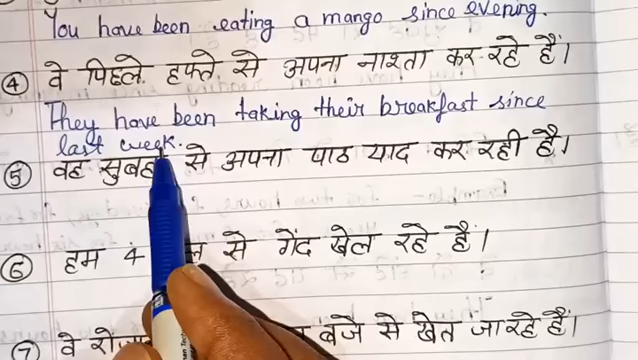 You have been eating a mango since evening.
④ वे पिछले हफ्ते से अपना नाश्ता कर रहे हैं।
They have been taking their breakfast since
last week.
⑤ वह सुबह से अपना पाठ याद कर रही है।
⑥ हम 4 से गेंद खेल रहे हैं।
⑦ वे बजे से खेत जा रहे हैं।